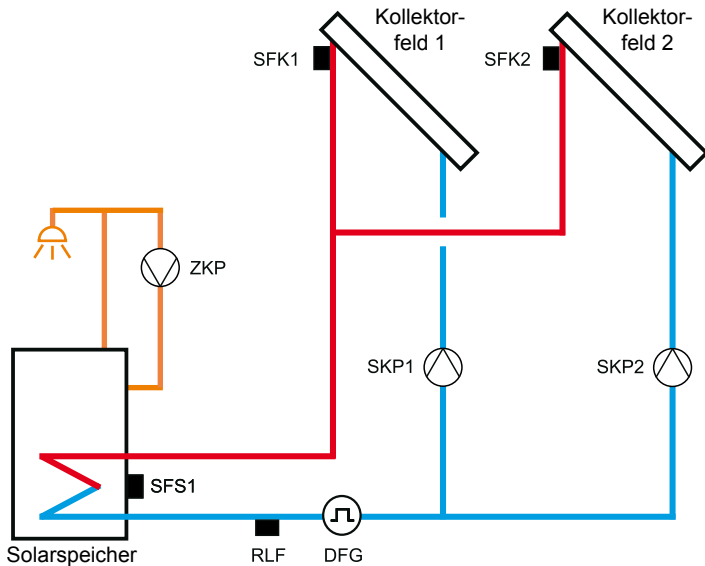 Kollektor-
feld 1
Kollektor-
feld 2
SFK1
SFK2
ZKP
SKP1
SKP2
SFS1
RLF
DFG
Solarspeicher